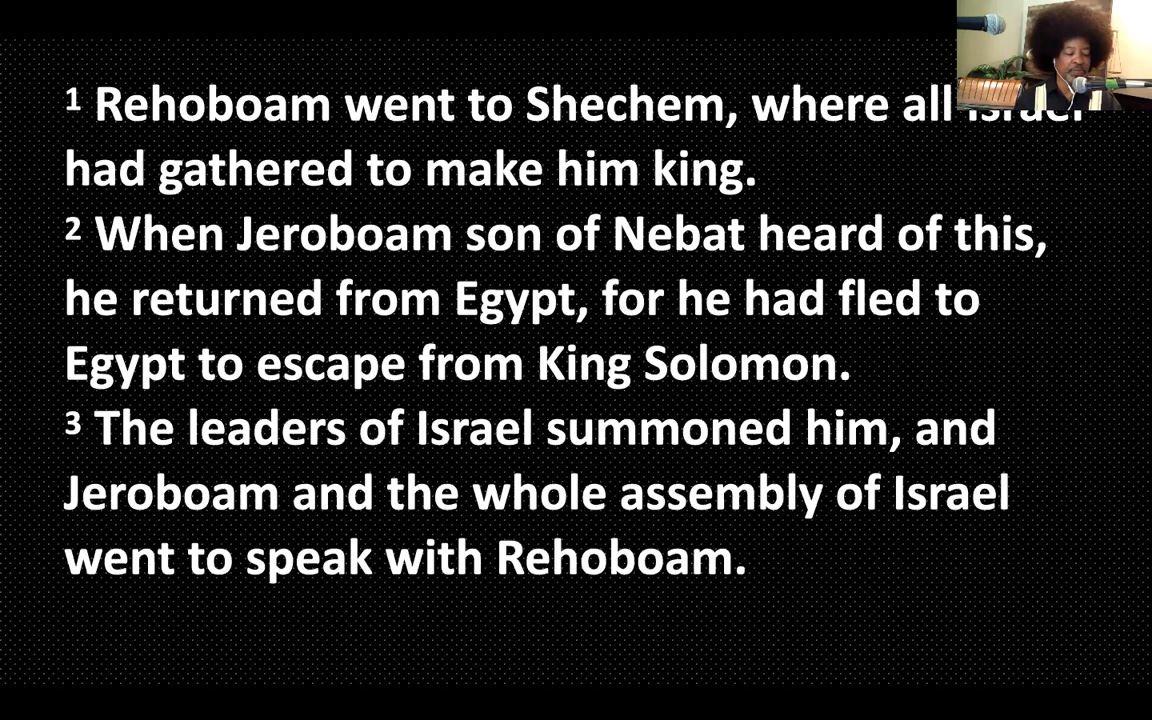 1 Rehoboam went to Shechem, where all Israel
had gathered to make him king.
2 When Jeroboam son of Nebat heard of this,
he returned from Egypt, for he had fled to
Egypt to escape from King Solomon.
3 The leaders of Israel summoned him, and
Jeroboam and the whole assembly of Israel
went to speak with Rehoboam.